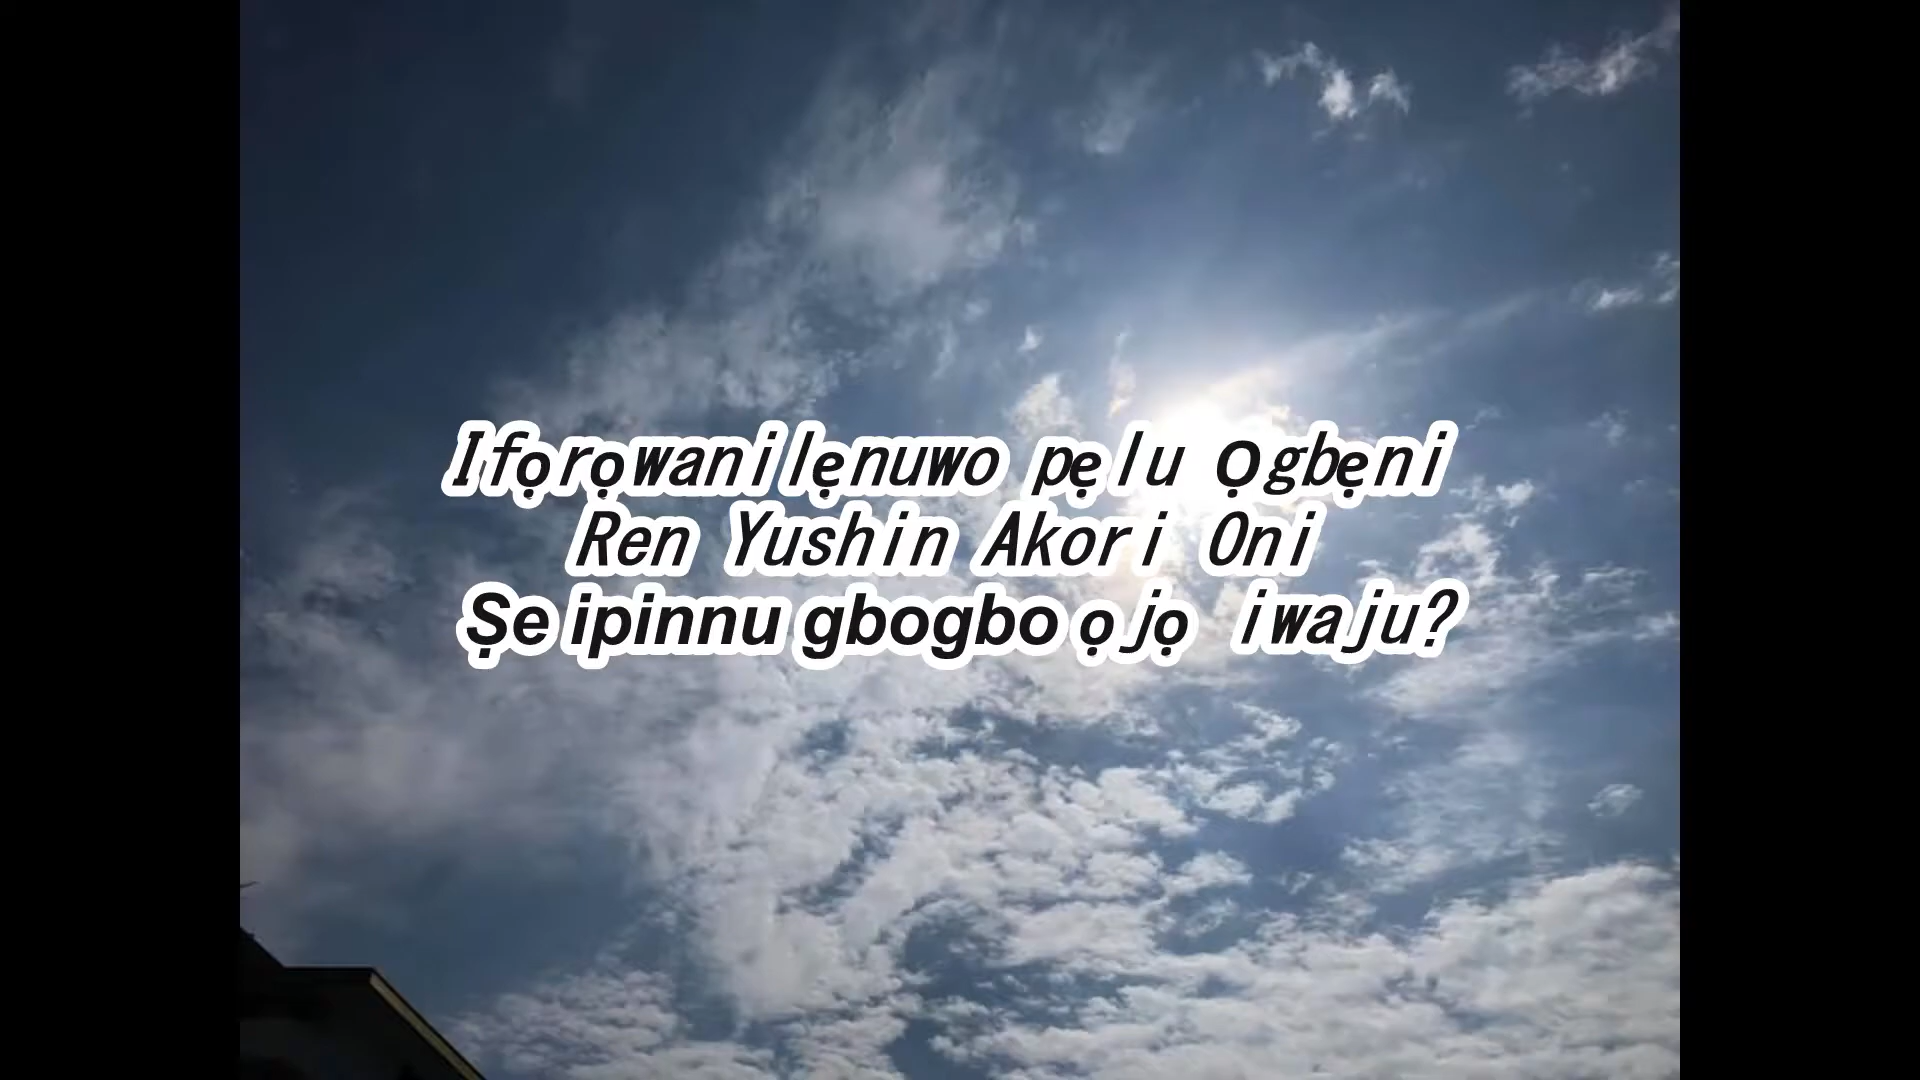 Ifọrọwanilẹnuwo pẹlu Ọgbẹni
Ren Yushin Akori Oni
Ṣe ipinnu gbogbo ọjọ iwaju?